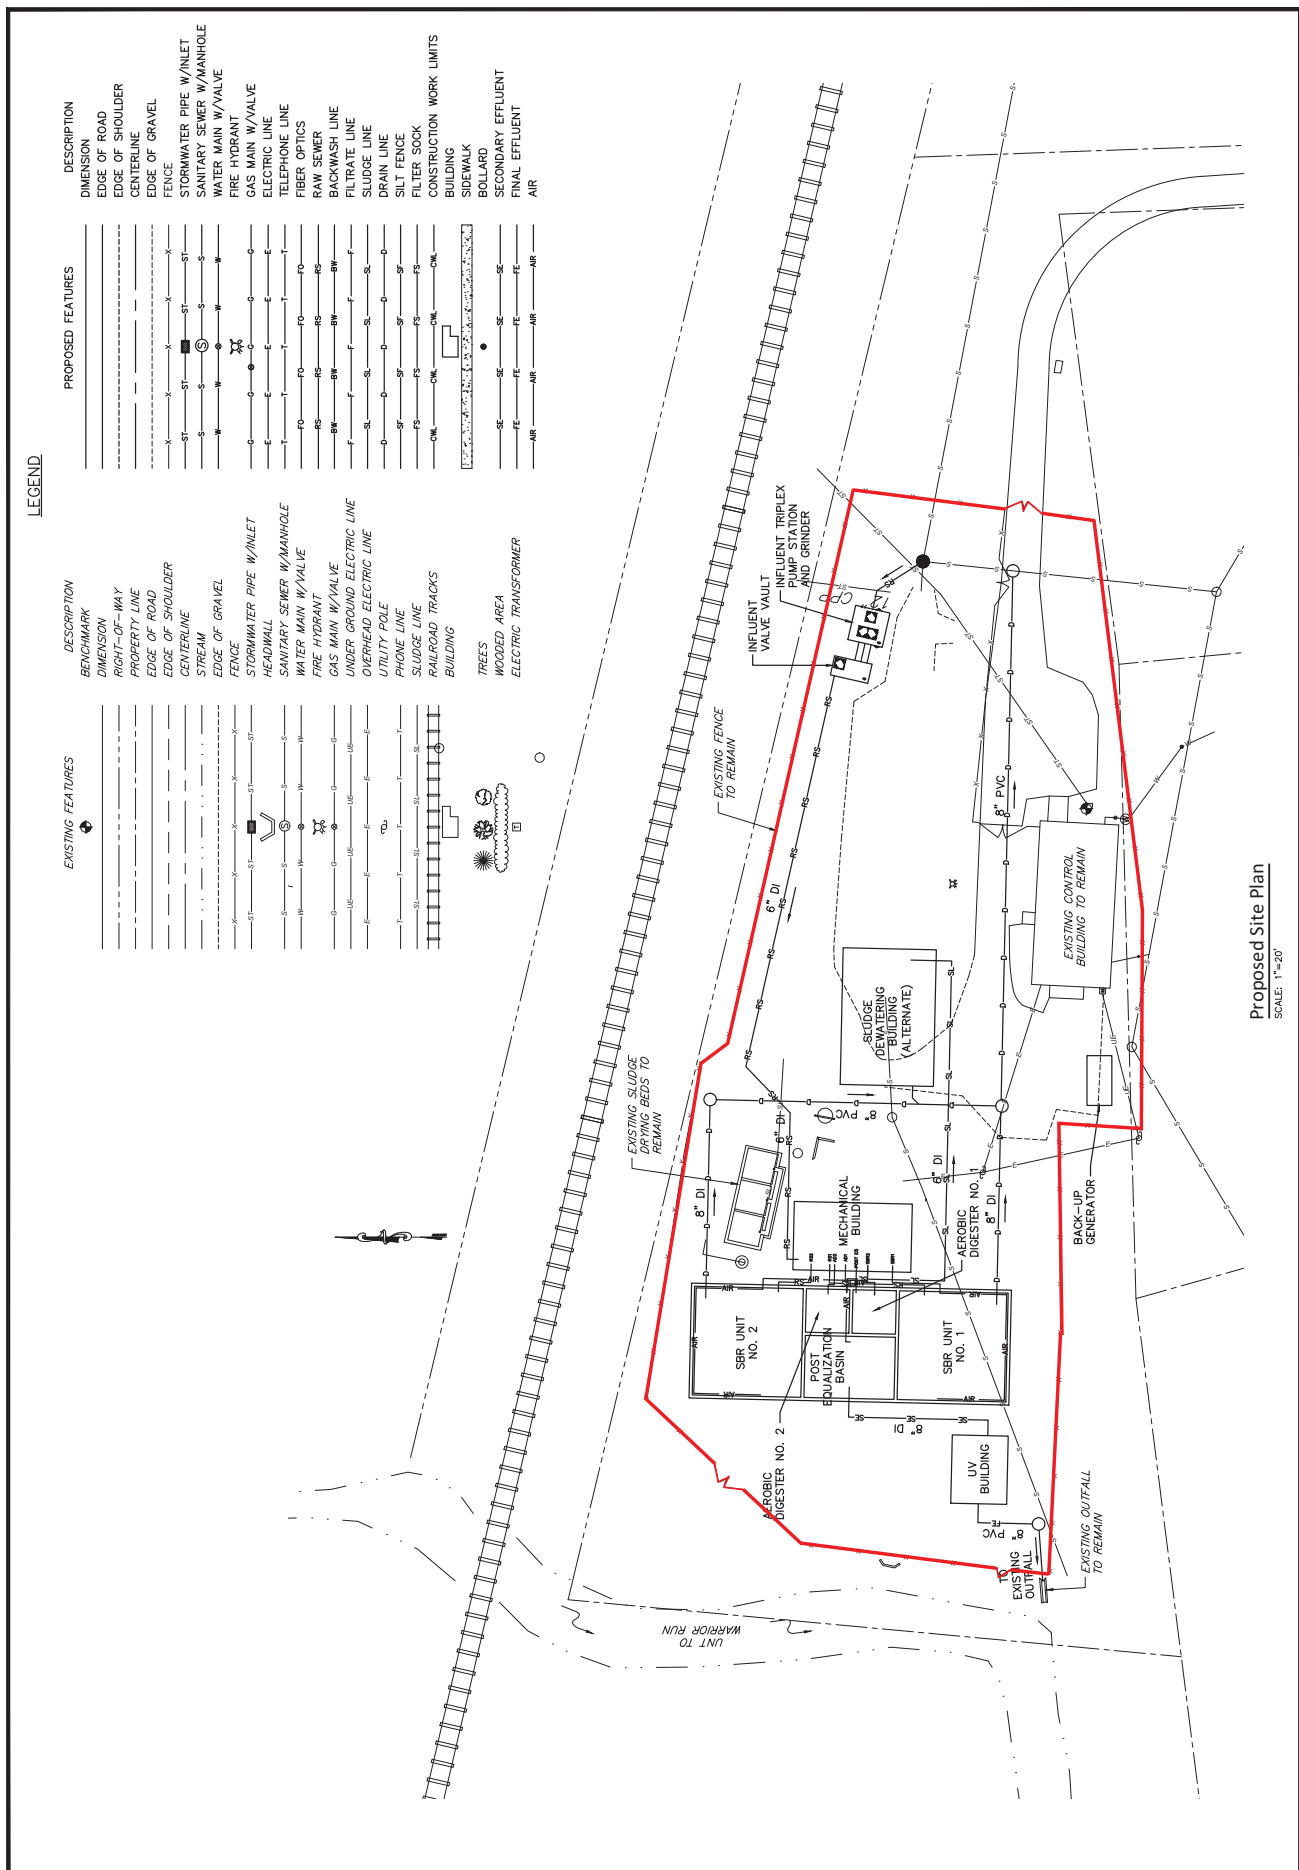 LEGEND
EXISTING FEATURES
DESCRIPTION
BENCHMARK
DIMENSION
RIGHT-OF-WAY
PROPERTY LINE
EDGE OF ROAD
EDGE OF SHOULDER
CENTERLINE
STREAM
EDGE OF GRAVEL
FENCE
STORMWATER PIPE W/INLET
HEADWALL
SANITARY SEWER W/MANHOLE
WATER MAIN W/VALVE
FIRE HYDRANT
GAS MAIN W/VALVE
UNDER GROUND ELECTRIC LINE
OVERHEAD ELECTRIC LINE
UTILITY POLE
PHONE LINE
SLUDGE LINE
RAILROAD TRACKS
BUILDING
TREES
WOODED AREA
ELECTRIC TRANSFORMER
PROPOSED FEATURES
DESCRIPTION
DIMENSION
EDGE OF ROAD
EDGE OF SHOULDER
CENTERLINE
EDGE OF GRAVEL
FENCE
STORMWATER PIPE W/INLET
SANITARY SEWER W/MANHOLE
WATER MAIN W/VALVE
FIRE HYDRANT
GAS MAIN W/VALVE
ELECTRIC LINE
TELEPHONE LINE
FIBER OPTICS
RAW SEWER
BACKWASH LINE
FILTRATE LINE
SLUDGE LINE
DRAIN LINE
SILT FENCE
FILTER SOCK
CONSTRUCTION WORK LIMITS
BUILDING
SIDEWALK
BOLLARD
SECONDARY EFFLUENT
FINAL EFFLUENT
AIR
INFLUENT TRIPLEX
PUMP STATION
AND GRINDER
INFLUENT
VALVE VAULT
12" CPP
EXISTING FENCE
TO REMAIN
6" DI
EXISTING SLUDGE
DRYING BEDS TO
REMAIN
SLUDGE
DEWATERING
BUILDING
(ALTERNATE)
8" PVC
EXISTING CONTROL
BUILDING TO REMAIN
8" PVC
6" DI
8" DI
MECHANICAL
BUILDING
6" DI
AEROBIC
DIGESTER NO. 1
8" DI
BACK-UP
GENERATOR
SBR UNIT
NO. 2
POST
EQUALIZATION
BASIN
SBR UNIT
NO. 1
AEROBIC
DIGESTER NO. 2
8" DI
UV
BUILDING
8" PVC
EXISTING
OUTFALL
EXISTING OUTFALL
TO REMAIN
UNT TO
WARRIOR RUN
Proposed Site Plan
SCALE: 1"=20'